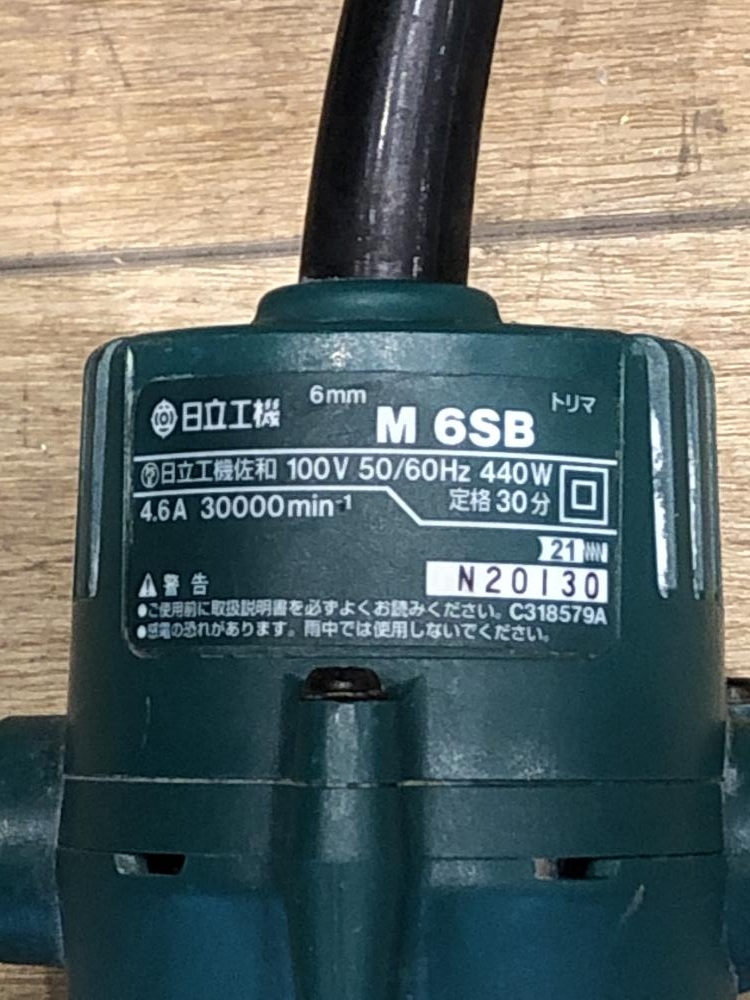 日立工機 6mm M 6SB トリマ
日立工機佐和 100V 50/60Hz 440W
4.6A 30000min-1 定格30分
21
N20130
警告
●ご使用前に取扱説明書を必ずよくお読みください。C318579A
●感電の恐れがあります。雨中では使用しないでください。